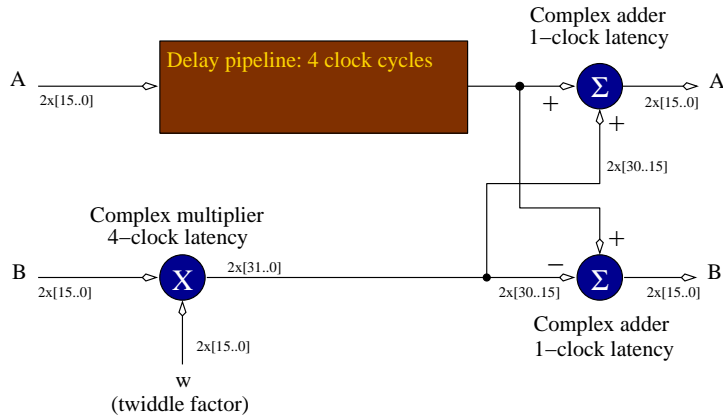 Complex adder
1−clock latency
Delay pipeline: 4 clock cycles
A
2x[15..0]
+
Σ
A
2x[15..0]
+
2x[30..15]
Complex multiplier
4−clock latency
B
2x[15..0]
X
2x[31..0]
+
−
2x[30..15]
Σ
B
2x[15..0]
2x[15..0]
w
(twiddle factor)
Complex adder
1−clock latency